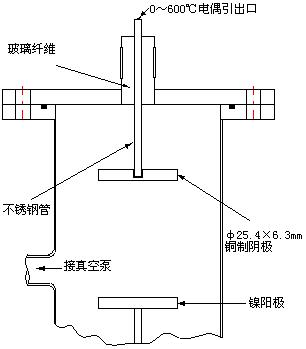 0～600℃电偶引出口
玻璃纤维
不锈钢管
φ25.4×6.3mm
铜制阴极
接真空泵
镍阳极